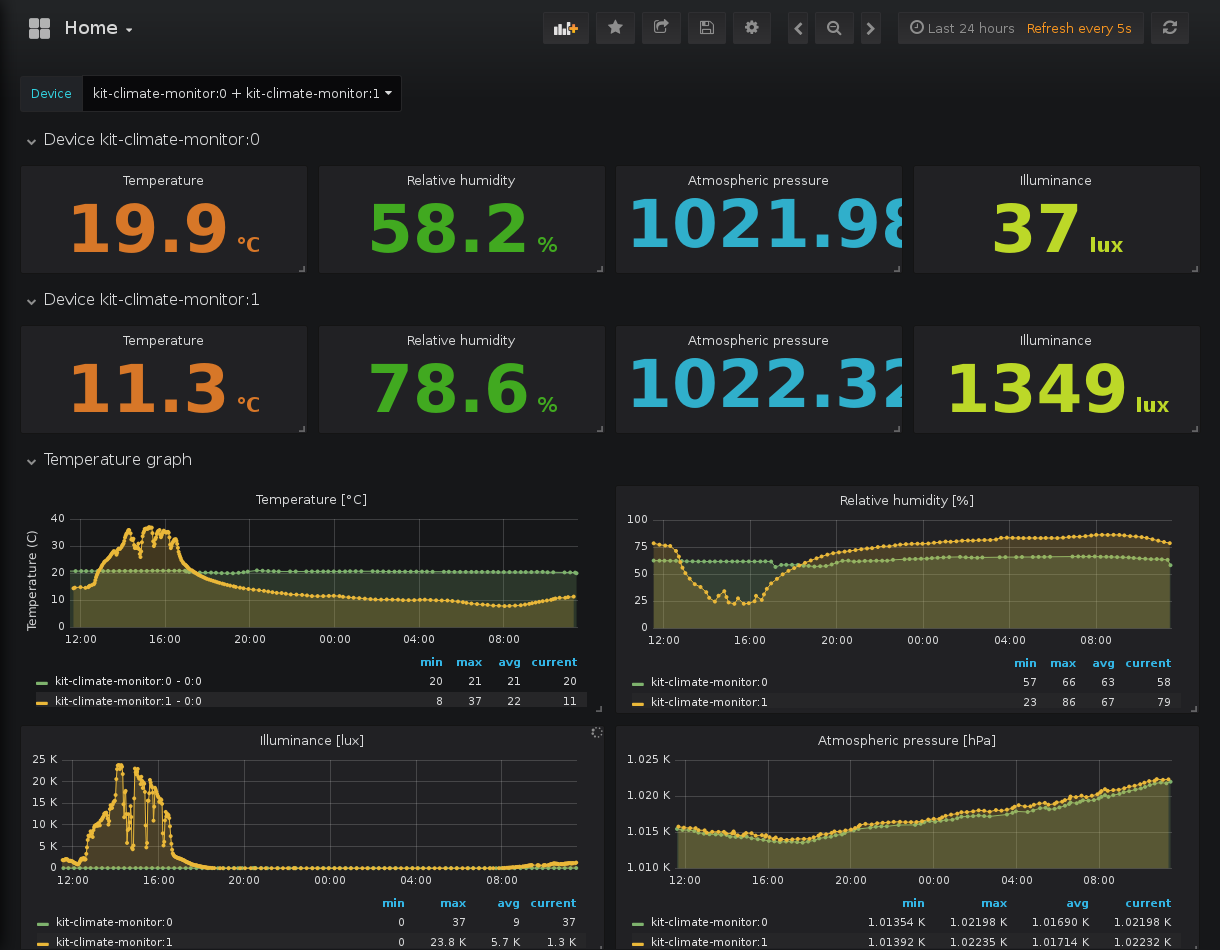 Home
Last 24 hours Refresh every 5s
Device kit-climate-monitor:0 + kit-climate-monitor:1
Device kit-climate-monitor:0
Temperature Relative humidity Atmospheric pressure Illuminance
19.9 °C 58.2 % 1021.98 37 lux
Device kit-climate-monitor:1
Temperature Relative humidity Atmospheric pressure Illuminance
11.3 °C 78.6 % 1022.32 1349 lux
Temperature graph
Temperature [°C]
Temperature (C)
40
30
20
10
0
12:00 16:00 20:00 00:00 04:00 08:00
min max avg current
kit-climate-monitor:0 - 0:0 20 21 21 20
kit-climate-monitor:1 - 0:0 8 37 22 11
Relative humidity [%]
100
75
50
25
0
12:00 16:00 20:00 00:00 04:00 08:00
min max avg current
kit-climate-monitor:0 57 66 63 58
kit-climate-monitor:1 23 86 67 79
Illuminance [lux]
25 K
20 K
15 K
10 K
5 K
0
12:00 16:00 20:00 00:00 04:00 08:00
min max avg current
kit-climate-monitor:0 0 37 9 37
kit-climate-monitor:1 0 23.8 K 5.7 K 1.3 K
Atmospheric pressure [hPa]
1.025 K
1.020 K
1.015 K
1.010 K
12:00 16:00 20:00 00:00 04:00 08:00
min max avg current
kit-climate-monitor:0 1.01354 K 1.02198 K 1.01690 K 1.02198 K
kit-climate-monitor:1 1.01392 K 1.02235 K 1.01714 K 1.02232 K